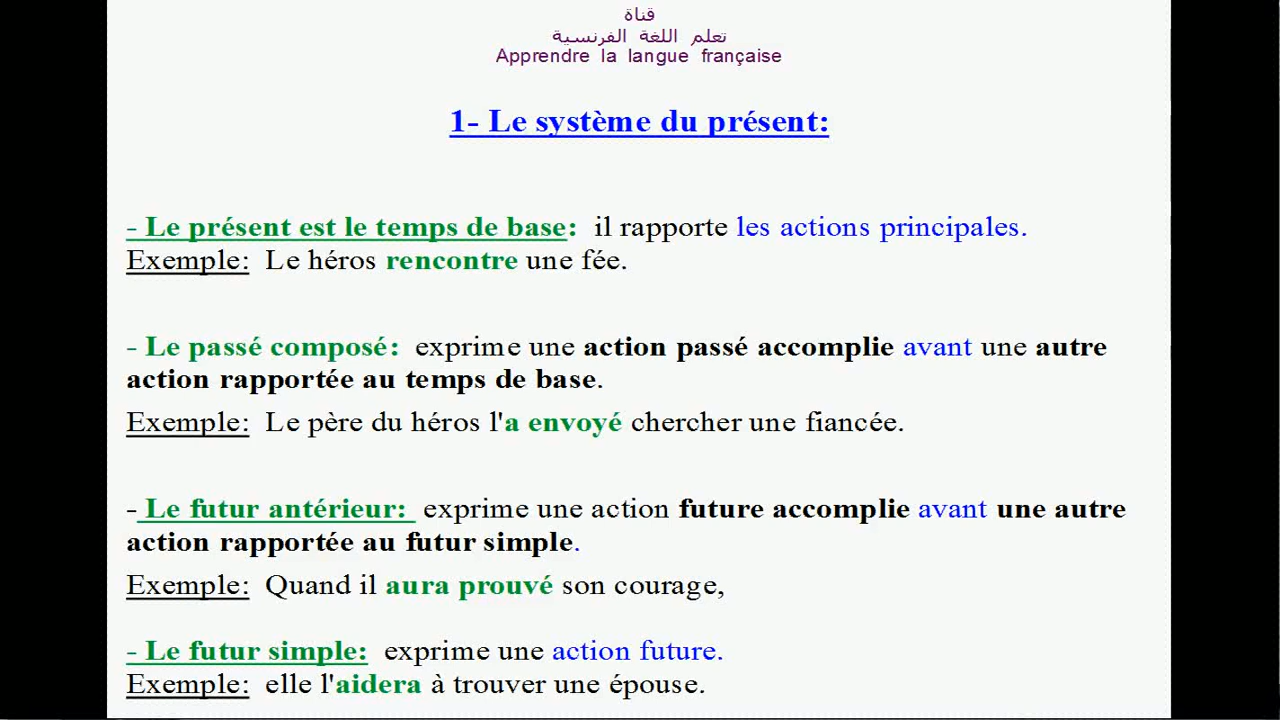 قناة
تعلم اللغة الفرنسية
Apprendre la langue française
1- Le système du présent:
- Le présent est le temps de base: il rapporte les actions principales.
Exemple: Le héros rencontre une fée.
- Le passé composé: exprime une action passé accomplie avant une autre
action rapportée au temps de base.
Exemple: Le père du héros l'a envoyé chercher une fiancée.
- Le futur antérieur: exprime une action future accomplie avant une autre
action rapportée au futur simple.
Exemple: Quand il aura prouvé son courage,
- Le futur simple: exprime une action future.
Exemple: elle l'aidera à trouver une épouse.